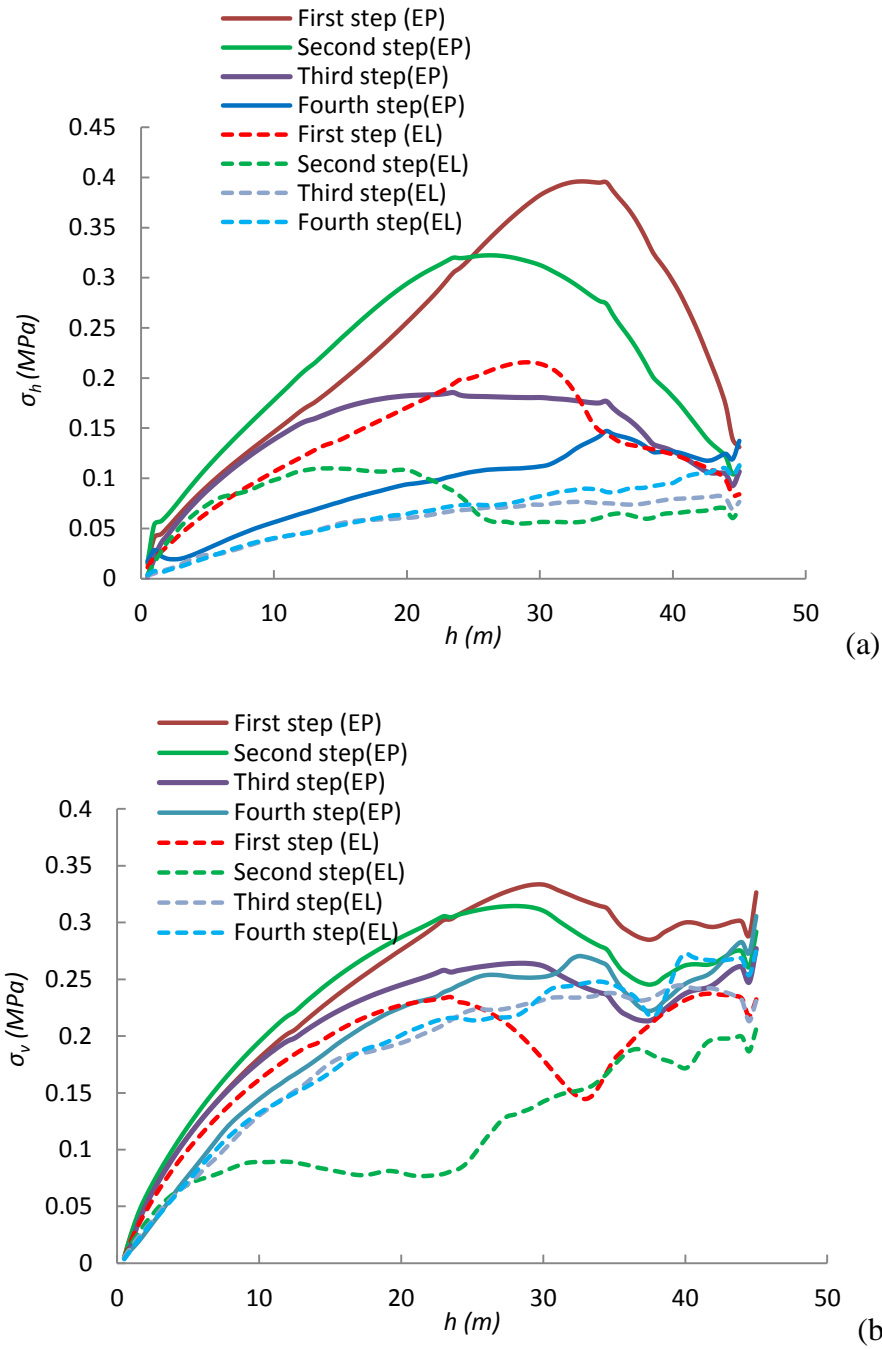 First step (EP)
Second step(EP)
Third step(EP)
Fourth step(EP)
First step (EL)
Second step(EL)
Third step(EL)
Fourth step(EL)
0.45
0.4
0.35
0.3
0.25
0.2
0.15
0.1
0.05
0
σh (MPa)
0 10 20 30 40 50
h (m)
(a)
First step (EP)
Second step(EP)
Third step(EP)
Fourth step(EP)
First step (EL)
Second step(EL)
Third step(EL)
Fourth step(EL)
0.4
0.35
0.3
0.25
0.2
0.15
0.1
0.05
0
σv (MPa)
0 10 20 30 40 50
h (m)
(b